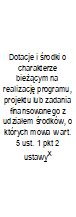 Dotacje i środki o
charakterze
bieżącym na
realizację programu,
projektu lub zadania
finansowanego z
udziałem środków, o
których mowa w art.
5 ust. 1 pkt 2
ustawy x